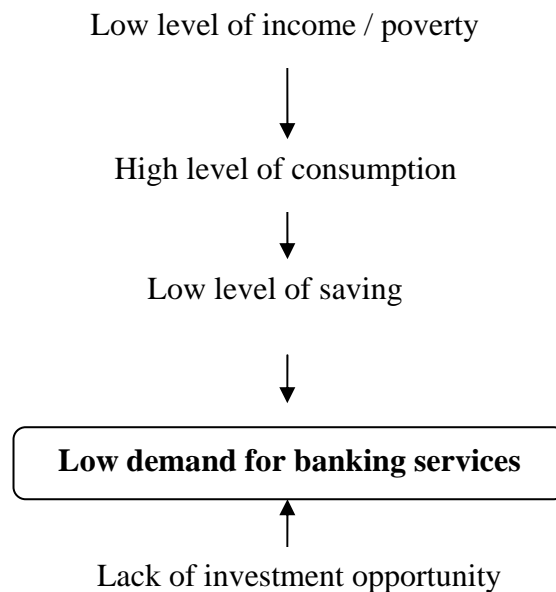 Low level of income / poverty
High level of consumption
Low level of saving
Low demand for banking services
Lack of investment opportunity